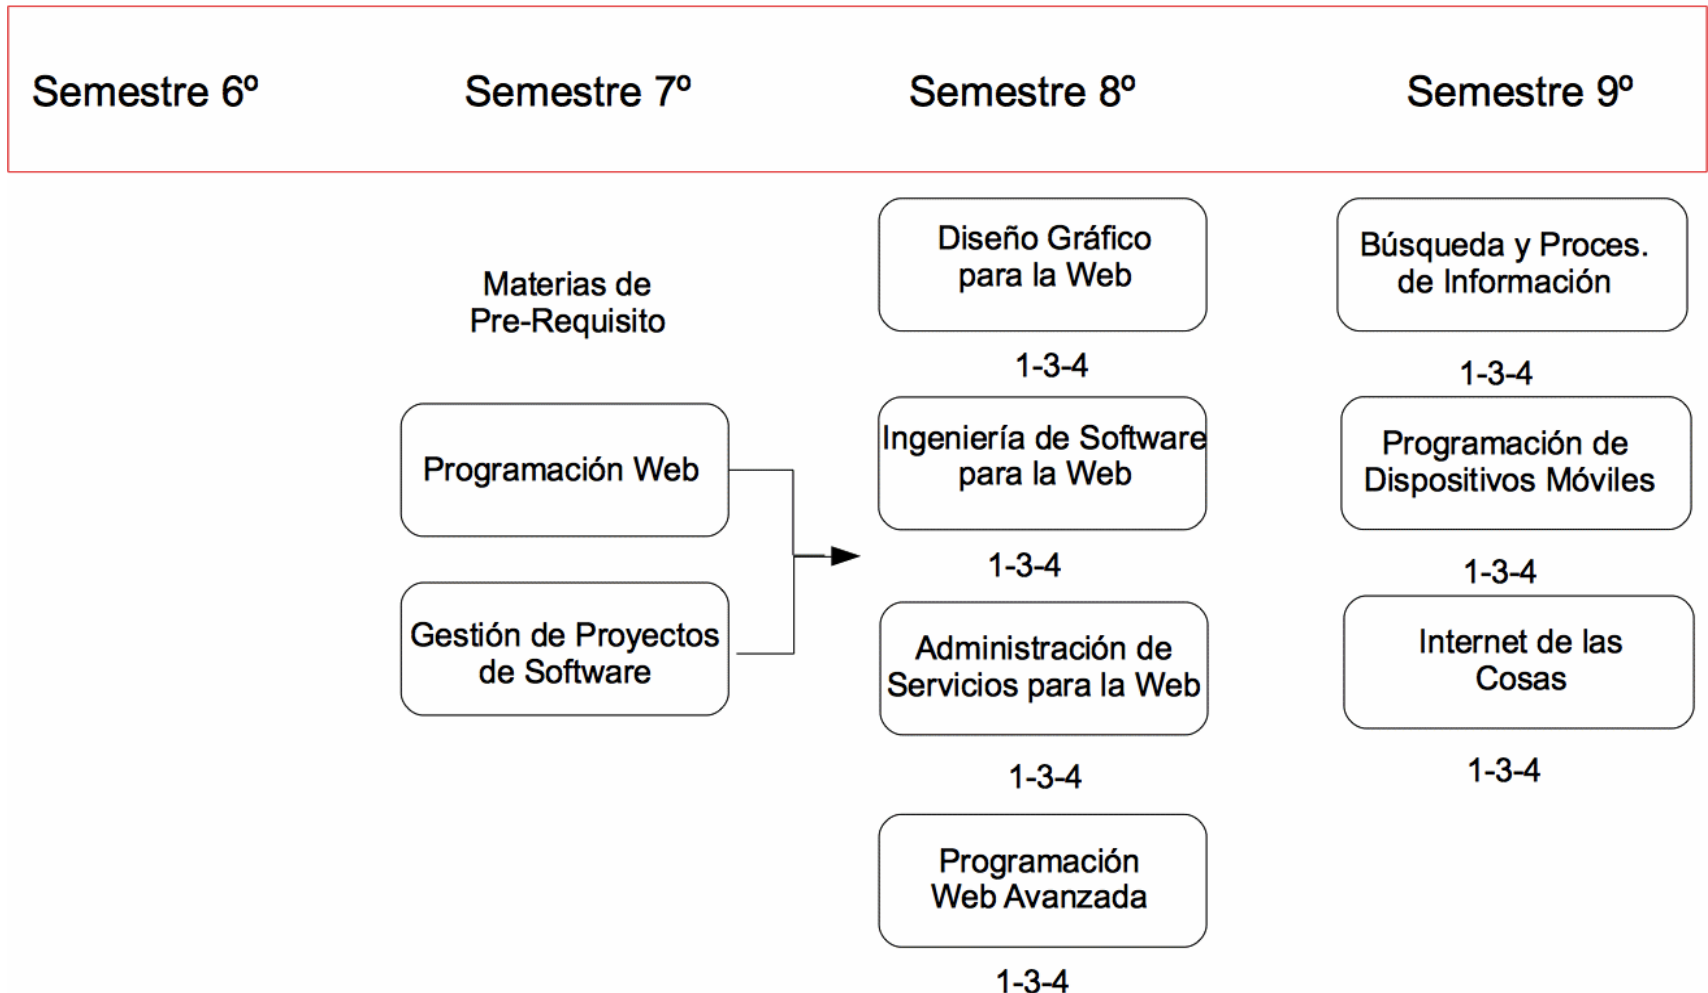 Semestre 6º
Semestre 7º
Semestre 8º
Semestre 9º
Materias de
Pre-Requisito
Programación Web
Gestión de Proyectos
de Software
Diseño Gráfico
para la Web
1-3-4
Ingeniería de Software
para la Web
1-3-4
Administración de
Servicios para la Web
1-3-4
Programación
Web Avanzada
1-3-4
Búsqueda y Proces.
de Información
1-3-4
Programación de
Dispositivos Móviles
1-3-4
Internet de las
Cosas
1-3-4